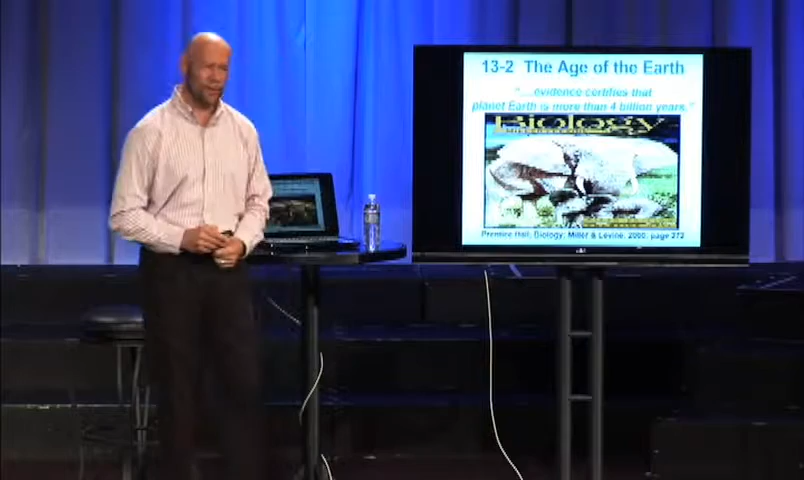 13-2 The Age of the Earth
"...evidence certifies that
planet Earth is more than 4 billion years."
Biology
Prentice Hall, Biology, Miller & Levine, 2000, page 272